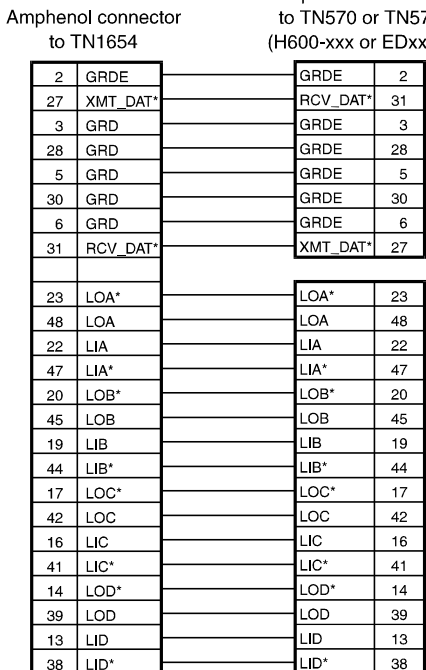 Amphenol connector
to TN1654
to TN570 or TN57
(H600-xxx or EDxx
2 GRDE GRDE 2
27 XMT_DAT* RCV_DAT* 31
3 GRD GRDE 3
28 GRD GRDE 28
5 GRD GRDE 5
30 GRD GRDE 30
6 GRD GRDE 6
31 RCV_DAT* XMT_DAT* 27
23 LOA* LOA* 23
48 LOA LOA 48
22 LIA LIA 22
47 LIA* LIA* 47
20 LOB* LOB* 20
45 LOB LOB 45
19 LIB LIB 19
44 LIB* LIB* 44
17 LOC* LOC* 17
42 LOC LOC 42
16 LIC LIC 16
41 LIC* LIC* 41
14 LOD* LOD* 14
39 LOD LOD 39
13 LID LID 13
38 LID* LID* 38